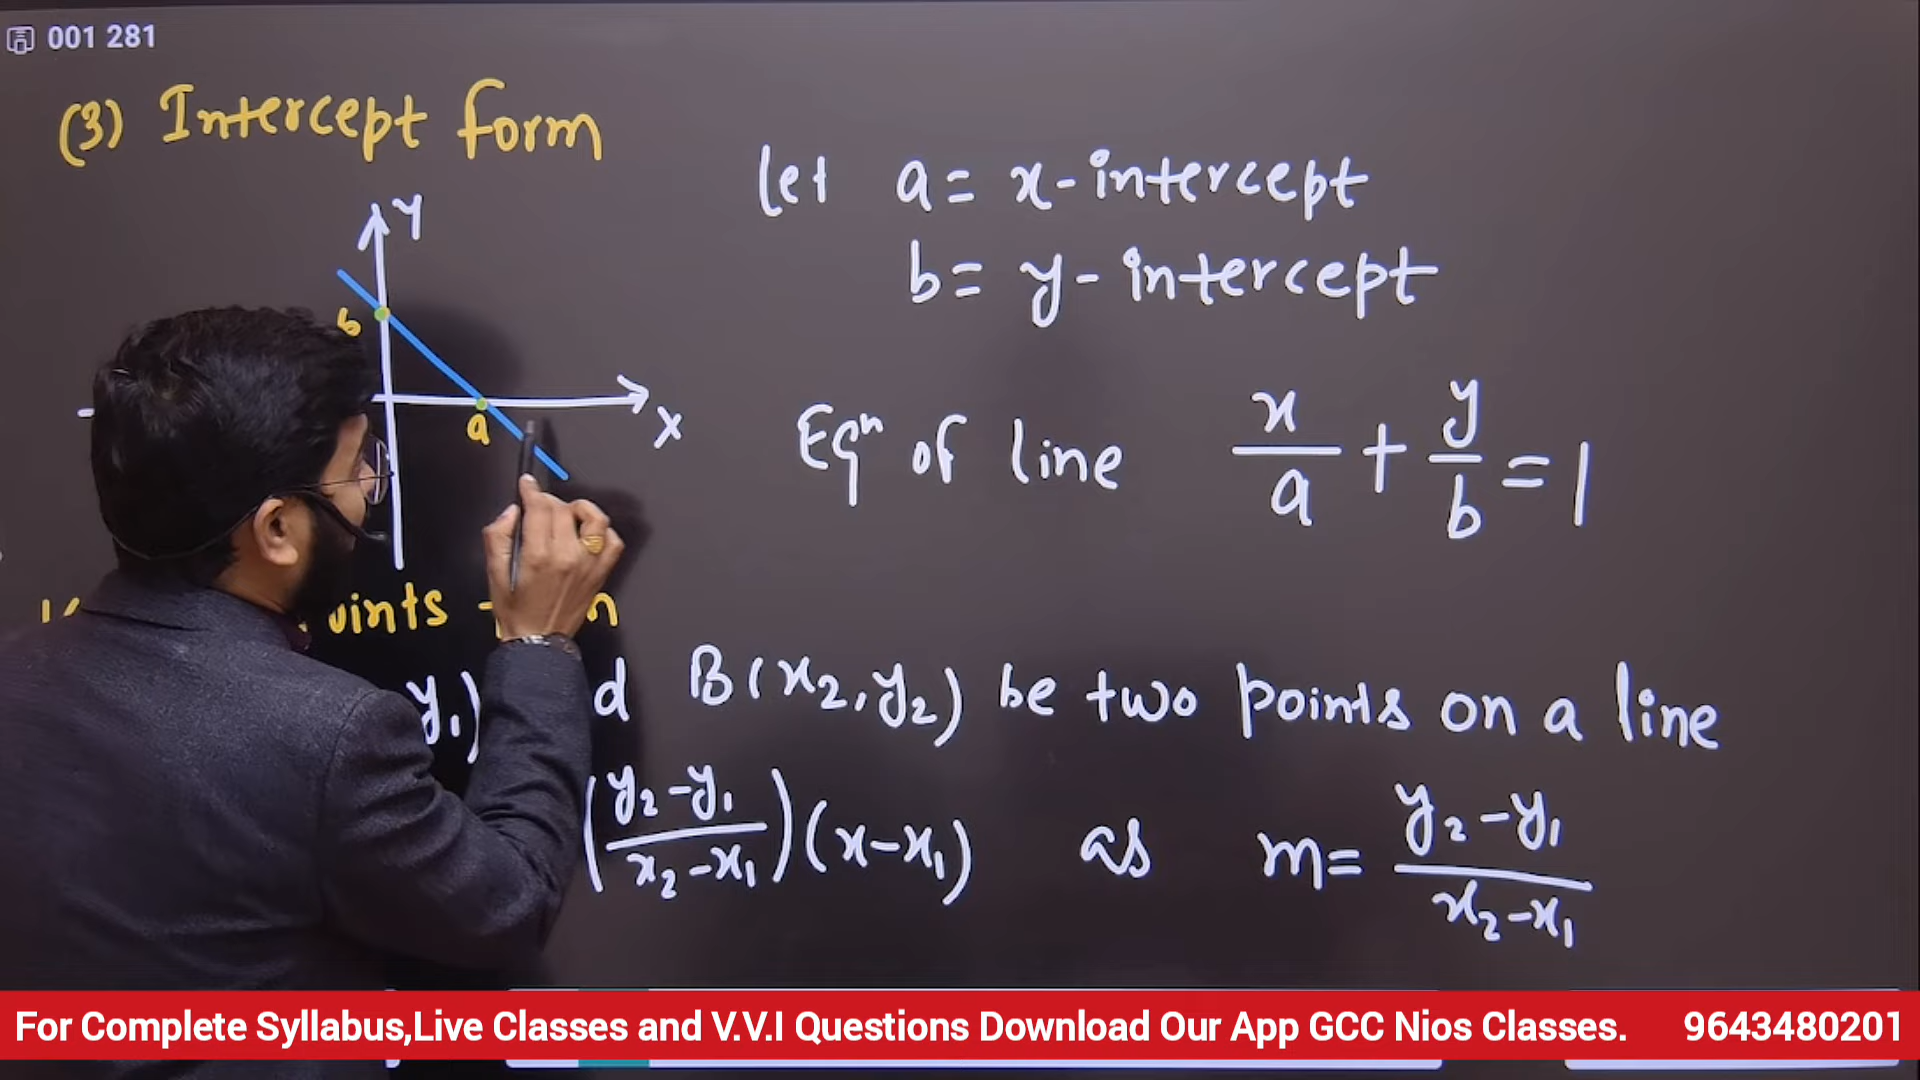 001 281
(3) Intercept form
Y
let a = x-intercept
b = y-intercept
b
a
X
Eqn of line x/a + y/b = 1
y1) d B(x2, y2) be two points on a line
(y2-y1/x2-x1)(x-x1) as m= y2-y1/x2-x1
For Complete Syllabus,Live Classes and V.V.I Questions Download Our App GCC Nios Classes. 9643480201